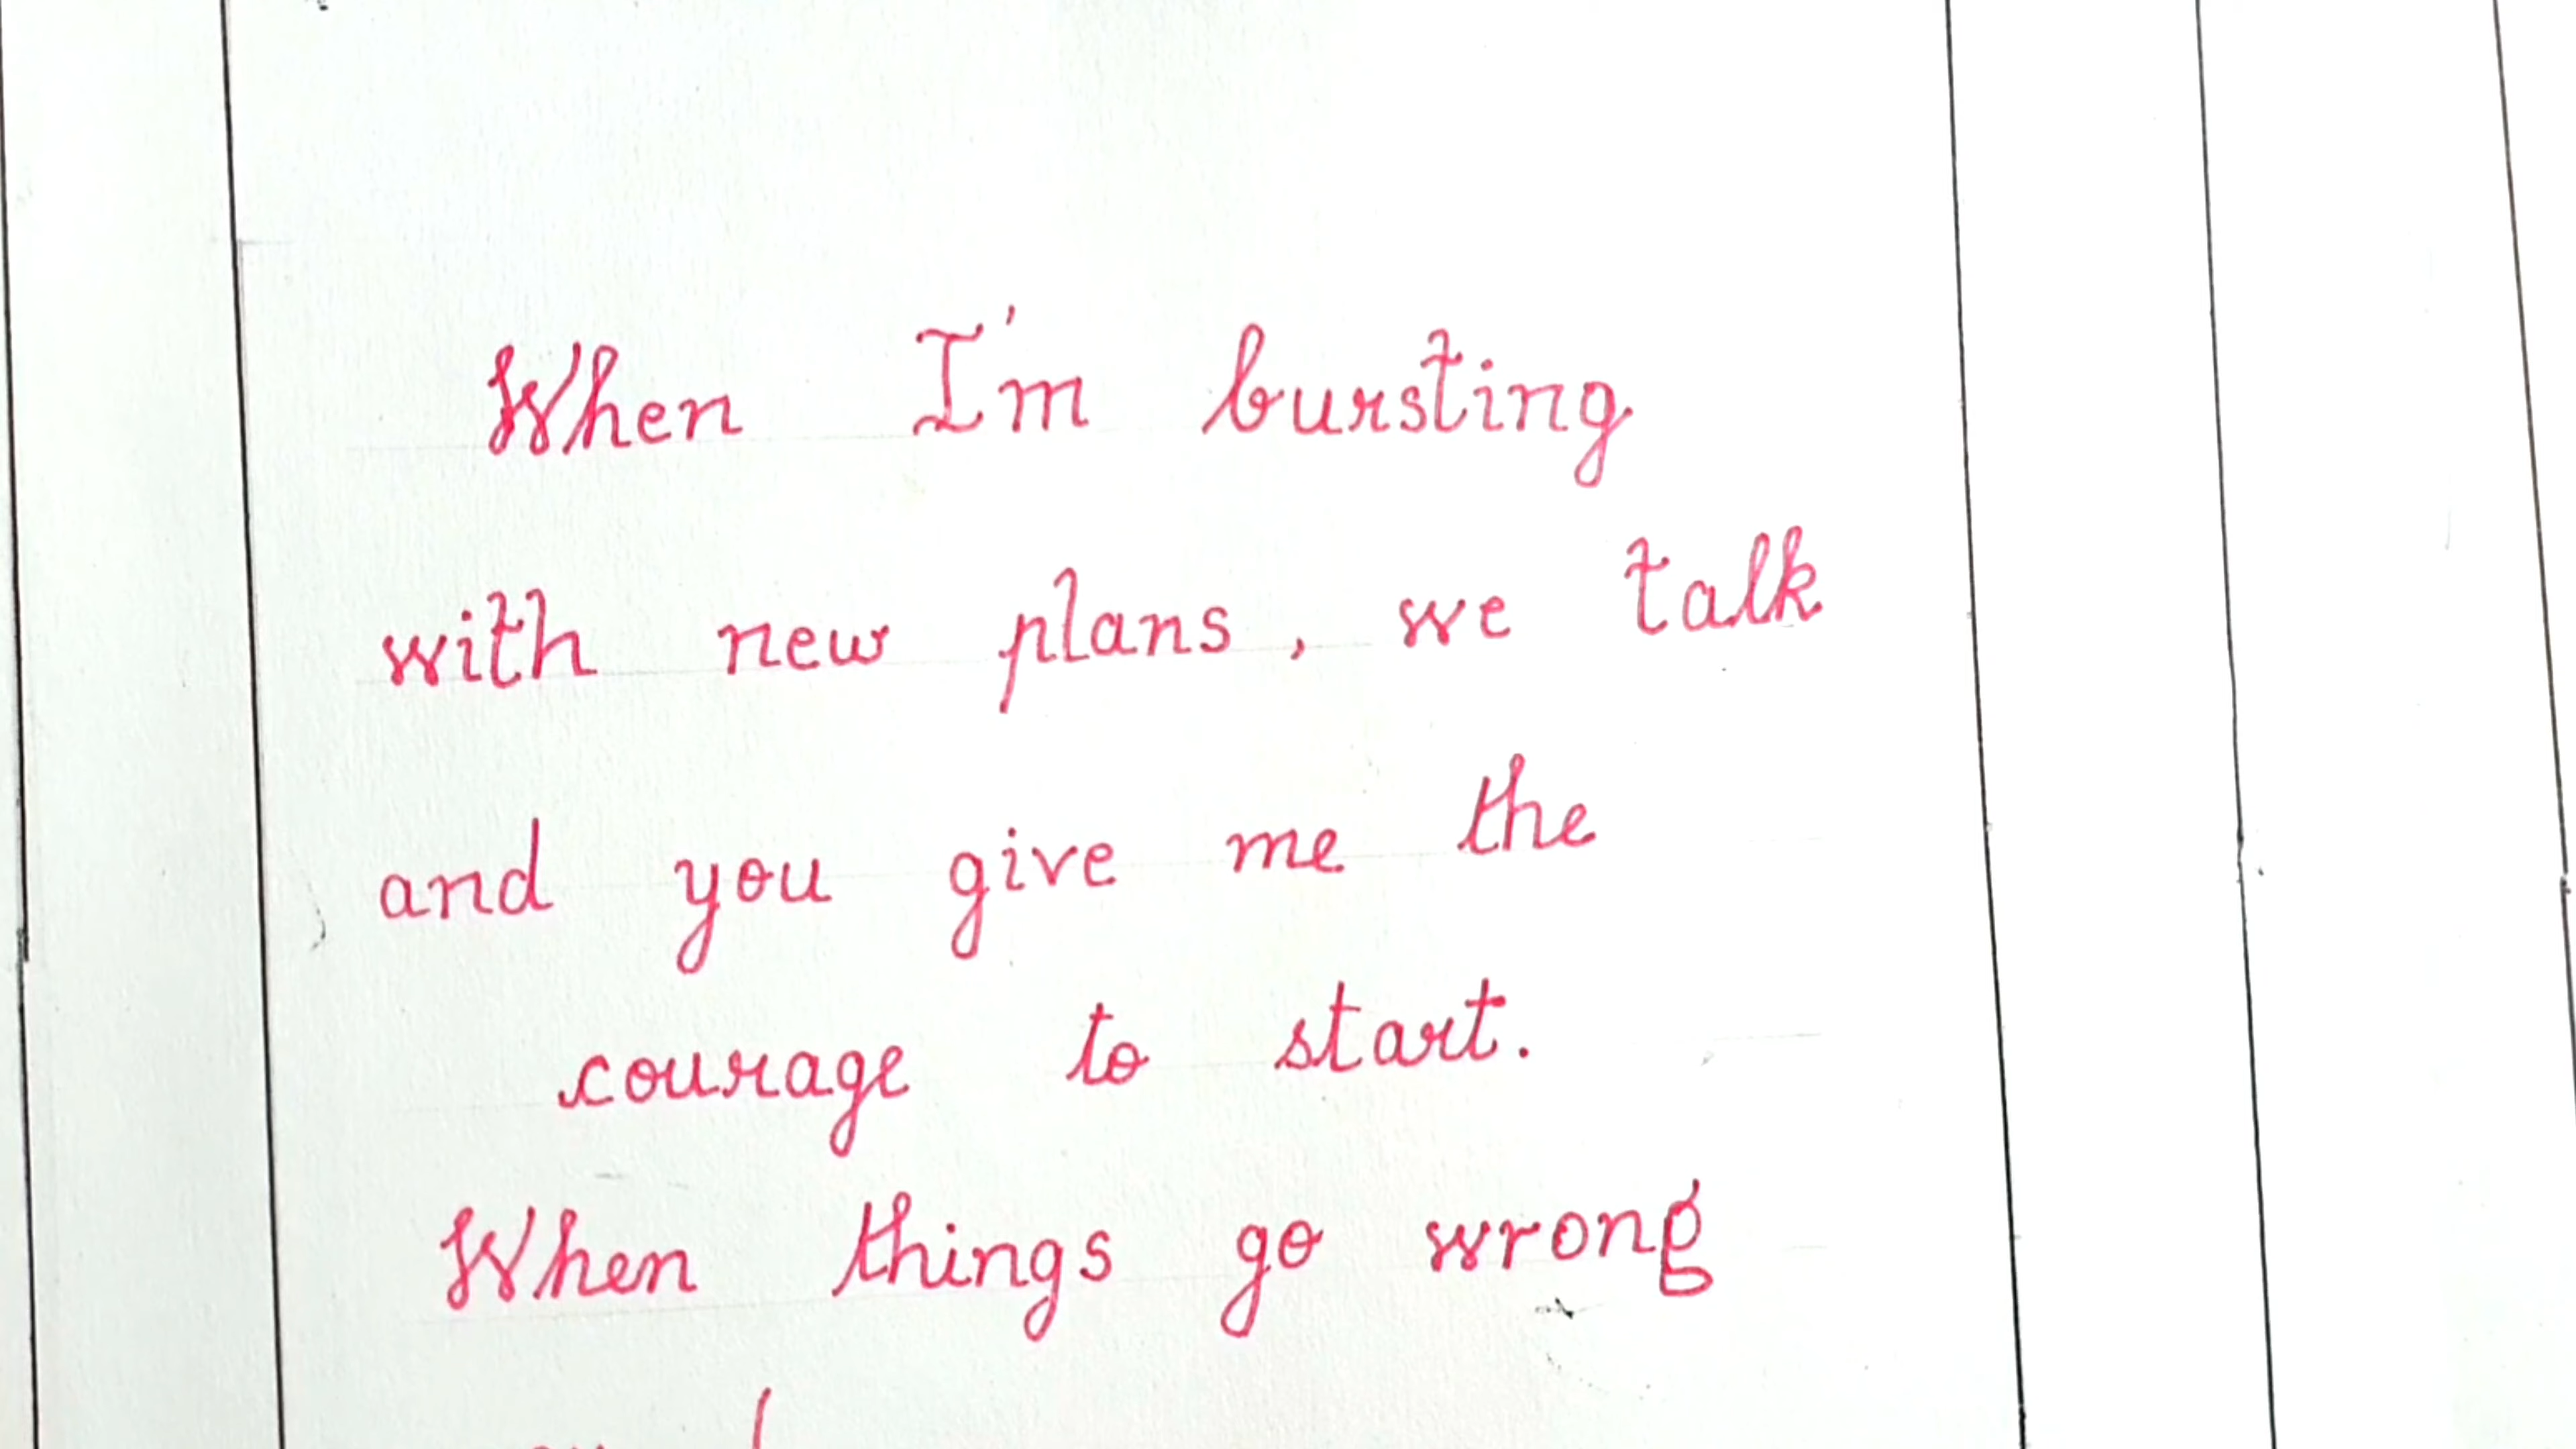 When I'm bursting
with new plans, we talk
and you give me the
courage to start.
When things go wrong